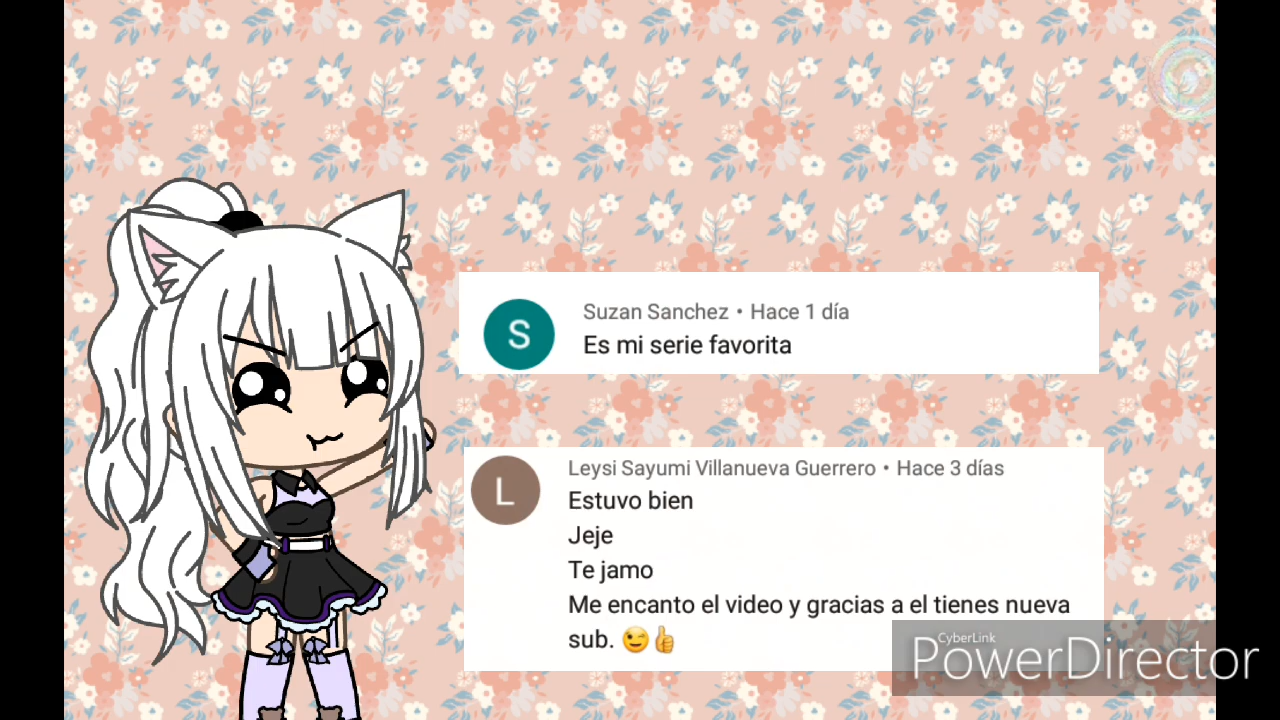 Suzan Sanchez • Hace 1 día
S
Es mi serie favorita
Leysi Sayumi Villanueva Guerrero • Hace 3 días
L
Estuvo bien
Jeje
Te jamo
Me encanto el video y gracias a el tienes nueva
sub. 😉👍
CyberLink
PowerDirector